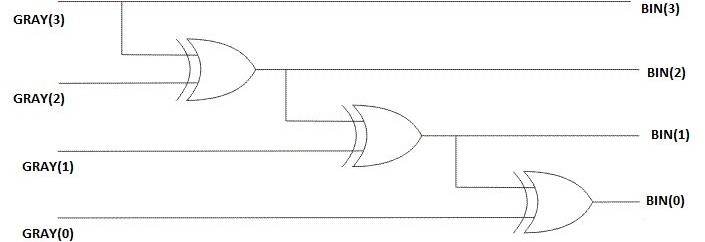 GRAY(3)
BIN(3)
GRAY(2)
BIN(2)
GRAY(1)
BIN(1)
GRAY(0)
BIN(0)